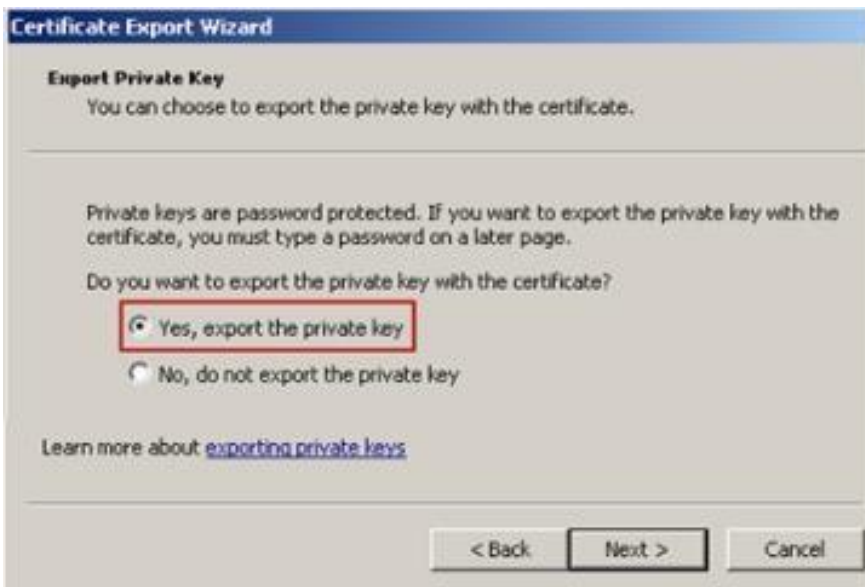 Certificate Export Wizard
Export Private Key
You can choose to export the private key with the certificate.
Private keys are password protected. If you want to export the private key with the
certificate, you must type a password on a later page.
Do you want to export the private key with the certificate?
Yes, export the private key
No, do not export the private key
Learn more about exporting private keys
< Back Next > Cancel